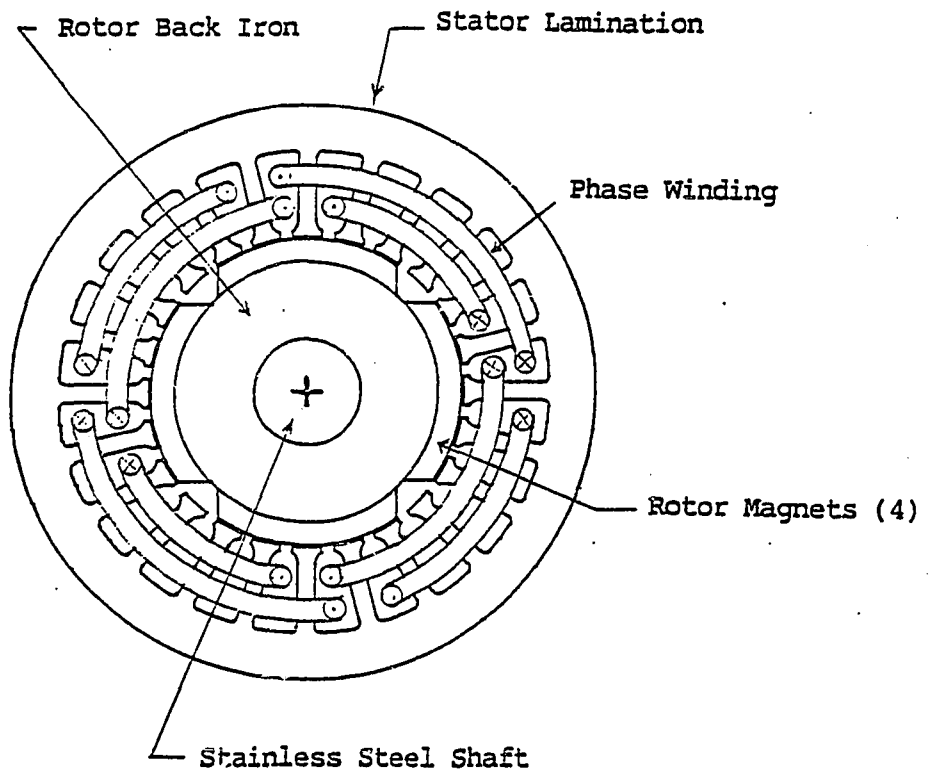 Rotor Back Iron
Stator Lamination
Phase Winding
Rotor Magnets (4)
Stainless Steel Shaft